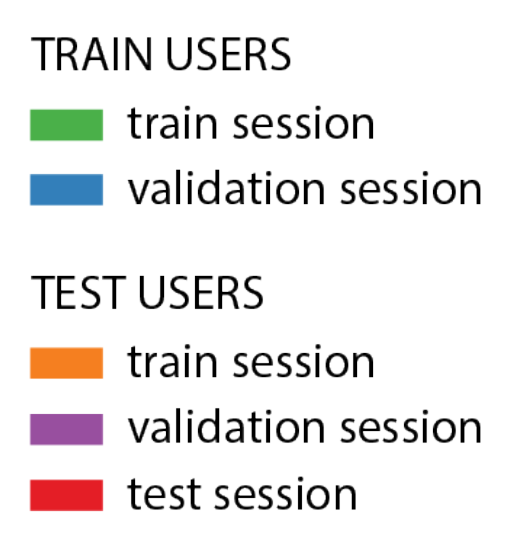 TRAIN USERS
train session
validation session
TEST USERS
train session
validation session
test session